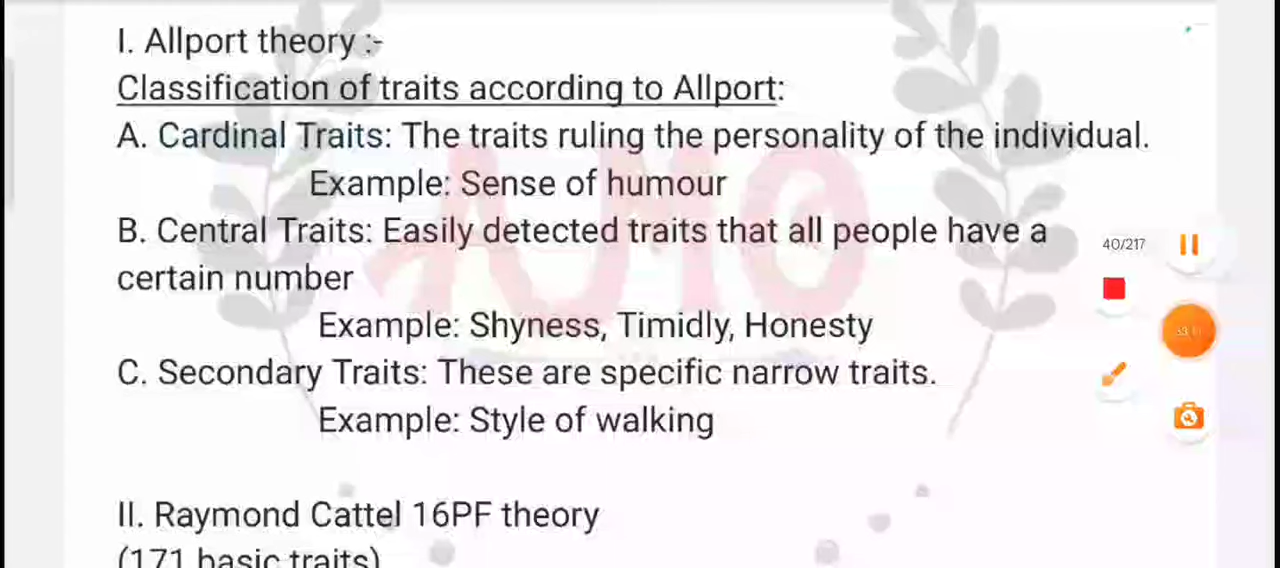 I. Allport theory :-
Classification of traits according to Allport:
A. Cardinal Traits: The traits ruling the personality of the individual.
Example: Sense of humour
B. Central Traits: Easily detected traits that all people have a
certain number
40/217
Example: Shyness, Timidly, Honesty
C. Secondary Traits: These are specific narrow traits.
Example: Style of walking
II. Raymond Cattel 16PF theory
(171 basic traits)